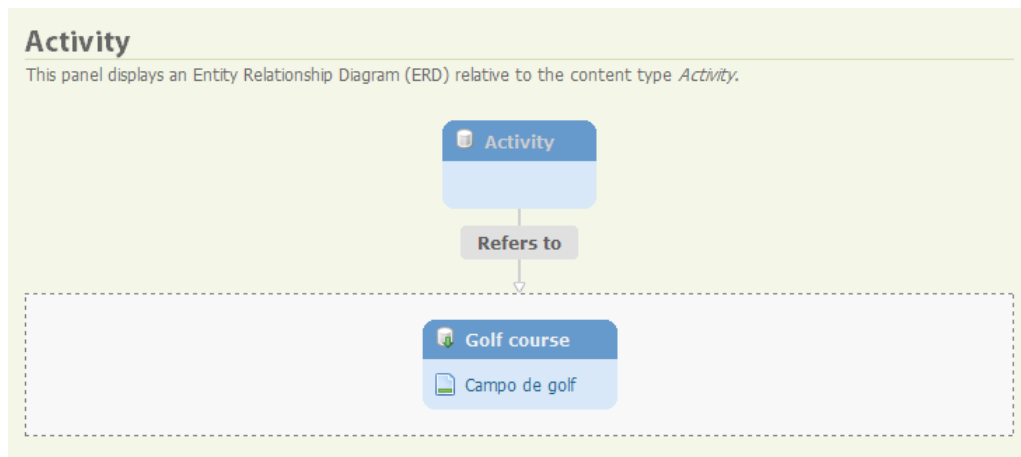 Activity
This panel displays an Entity Relationship Diagram (ERD) relative to the content type Activity.
Activity
Refers to
Golf course
Campo de golf